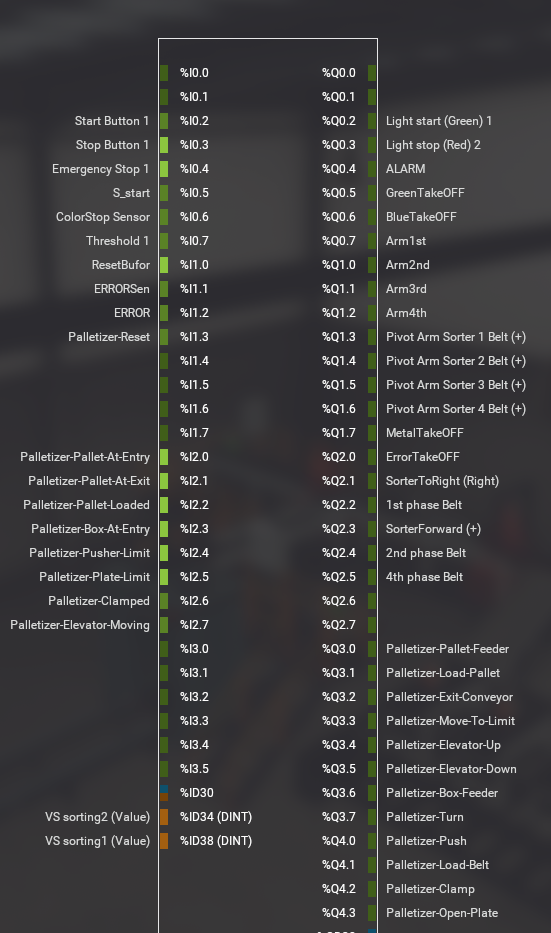 %I0.0 %Q0.0
%I0.1 %Q0.1
Start Button 1 %I0.2 %Q0.2 Light start (Green) 1
Stop Button 1 %I0.3 %Q0.3 Light stop (Red) 2
Emergency Stop 1 %I0.4 %Q0.4 ALARM
S_start %I0.5 %Q0.5 GreenTakeOFF
ColorStop Sensor %I0.6 %Q0.6 BlueTakeOFF
Threshold 1 %I0.7 %Q0.7 Arm1st
ResetBufor %I1.0 %Q1.0 Arm2nd
ERRORSen %I1.1 %Q1.1 Arm3rd
ERROR %I1.2 %Q1.2 Arm4th
Palletizer-Reset %I1.3 %Q1.3 Pivot Arm Sorter 1 Belt (+)
%I1.4 %Q1.4 Pivot Arm Sorter 2 Belt (+)
%I1.5 %Q1.5 Pivot Arm Sorter 3 Belt (+)
%I1.6 %Q1.6 Pivot Arm Sorter 4 Belt (+)
%I1.7 %Q1.7 MetalTakeOFF
Palletizer-Pallet-At-Entry %I2.0 %Q2.0 ErrorTakeOFF
Palletizer-Pallet-At-Exit %I2.1 %Q2.1 SorterToRight (Right)
Palletizer-Pallet-Loaded %I2.2 %Q2.2 1st phase Belt
Palletizer-Box-At-Entry %I2.3 %Q2.3 SorterForward (+)
Palletizer-Pusher-Limit %I2.4 %Q2.4 2nd phase Belt
Palletizer-Plate-Limit %I2.5 %Q2.5 4th phase Belt
Palletizer-Clamped %I2.6 %Q2.6
Palletizer-Elevator-Moving %I2.7 %Q2.7
%I3.0 %Q3.0 Palletizer-Pallet-Feeder
%I3.1 %Q3.1 Palletizer-Load-Pallet
%I3.2 %Q3.2 Palletizer-Exit-Conveyor
%I3.3 %Q3.3 Palletizer-Move-To-Limit
%I3.4 %Q3.4 Palletizer-Elevator-Up
%I3.5 %Q3.5 Palletizer-Elevator-Down
%ID30 %Q3.6 Palletizer-Box-Feeder
VS sorting2 (Value) %ID34 (DINT) %Q3.7 Palletizer-Turn
VS sorting1 (Value) %ID38 (DINT) %Q4.0 Palletizer-Push
%Q4.1 Palletizer-Load-Belt
%Q4.2 Palletizer-Clamp
%Q4.3 Palletizer-Open-Plate